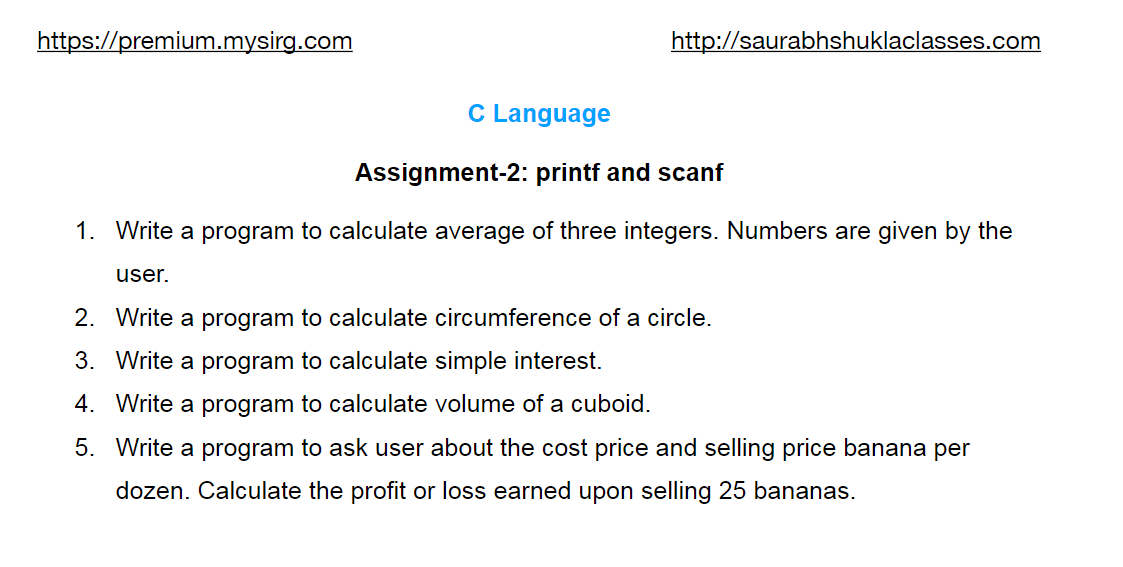 https://premium.mysirg.com http://saurabhshuklaclasses.com
C Language
Assignment-2: printf and scanf
1. Write a program to calculate average of three integers. Numbers are given by the
user.
2. Write a program to calculate circumference of a circle.
3. Write a program to calculate simple interest.
4. Write a program to calculate volume of a cuboid.
5. Write a program to ask user about the cost price and selling price banana per
dozen. Calculate the profit or loss earned upon selling 25 bananas.